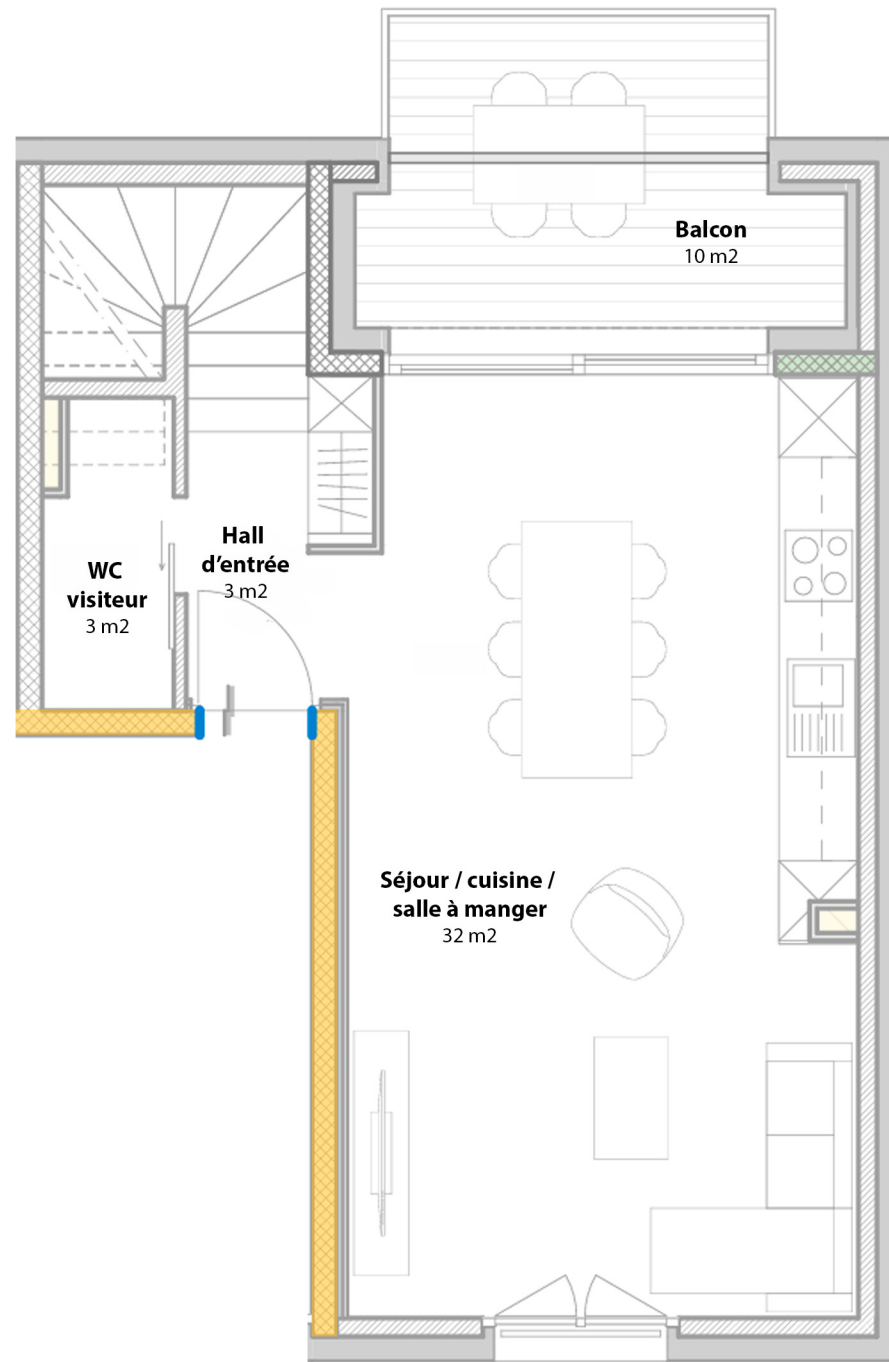 Balcon
10 m2
Hall
d’entrée
3 m2
WC
visiteur
3 m2
Séjour / cuisine /
salle à manger
32 m2